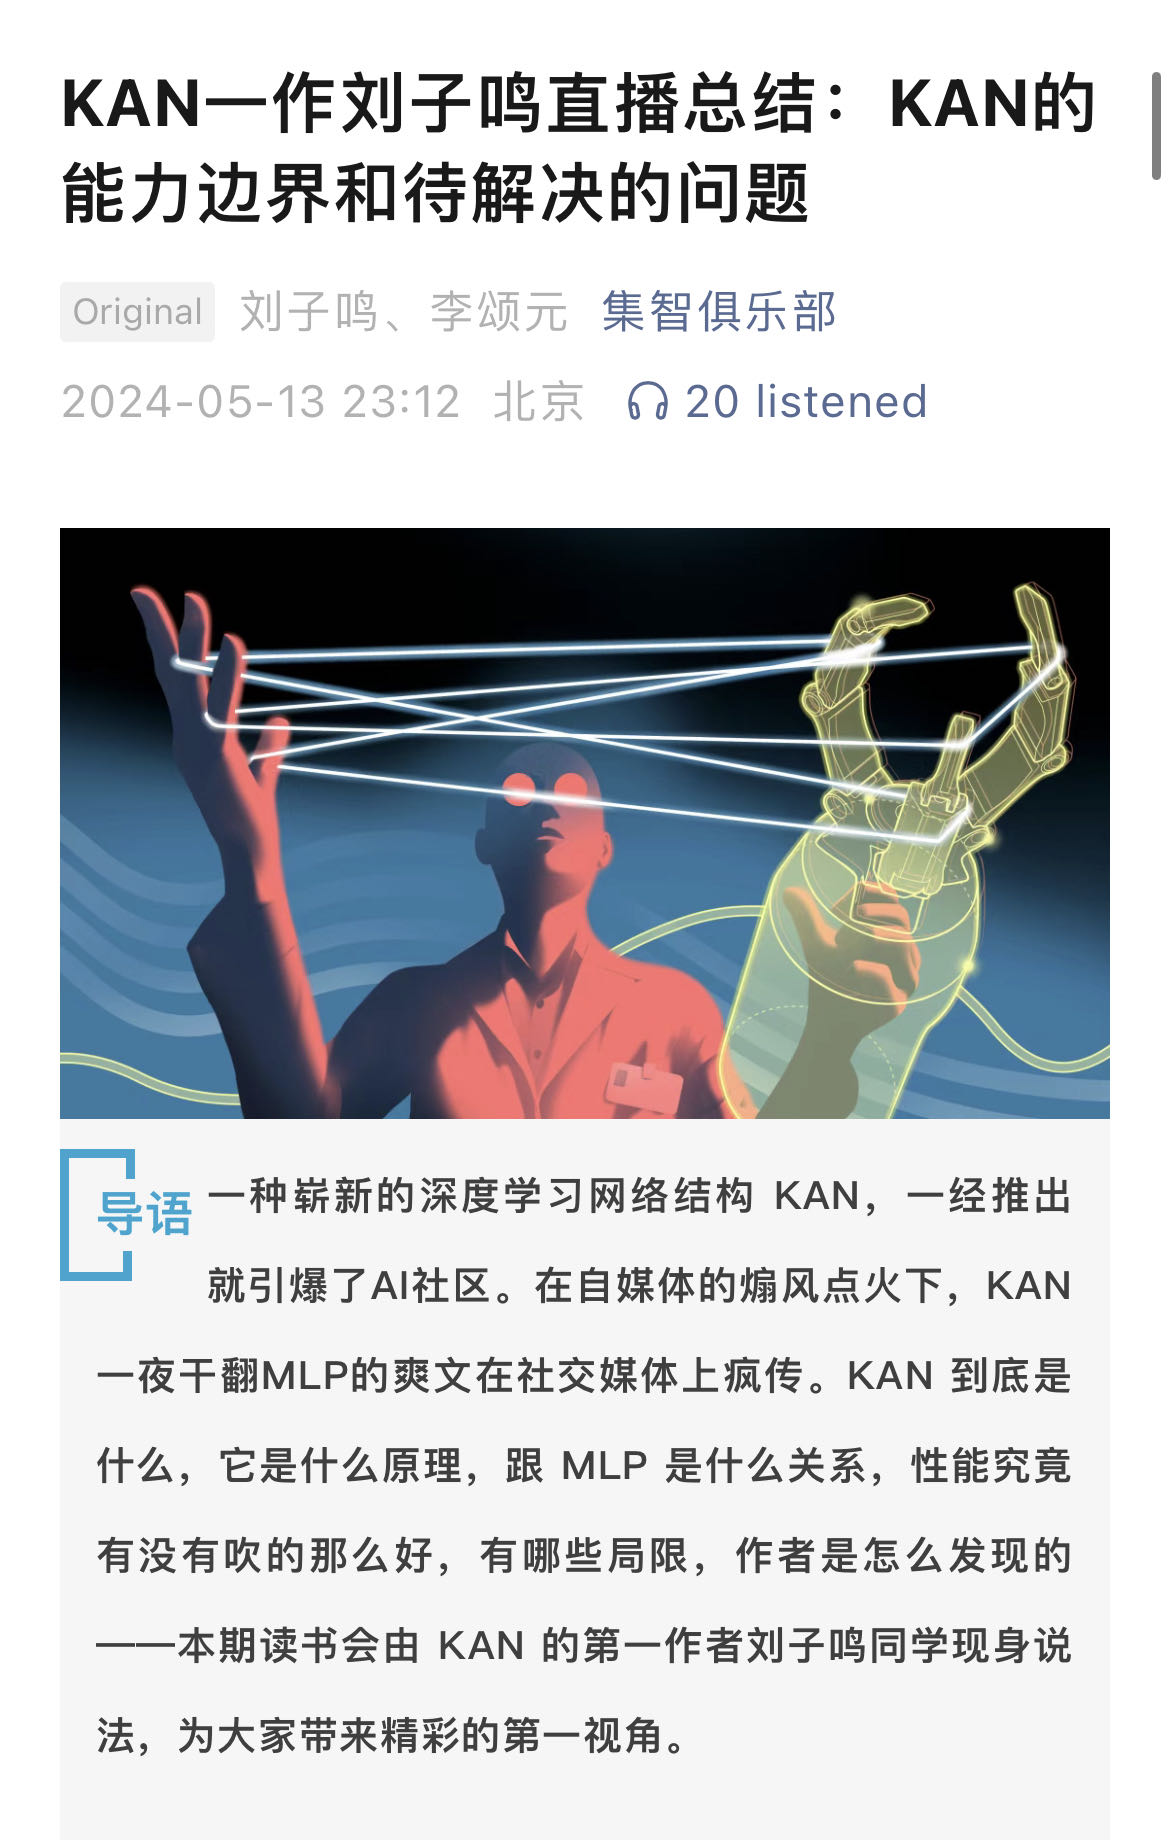 KAN一作刘子鸣直播总结：KAN的
能力边界和待解决的问题
Original 刘子鸣、李颂元 集智俱乐部
2024-05-13 23:12 北京 20 listened
导语
一种崭新的深度学习网络结构 KAN，一经推出
就引爆了AI社区。在自媒体的煽风点火下，KAN
一夜干翻MLP的爽文在社交媒体上疯传。KAN 到底是
什么，它是什么原理，跟 MLP 是什么关系，性能究竟
有没有吹的那么好，有哪些局限，作者是怎么发现的
——本期读书会由 KAN 的第一作者刘子鸣同学现身说
法，为大家带来精彩的第一视角。